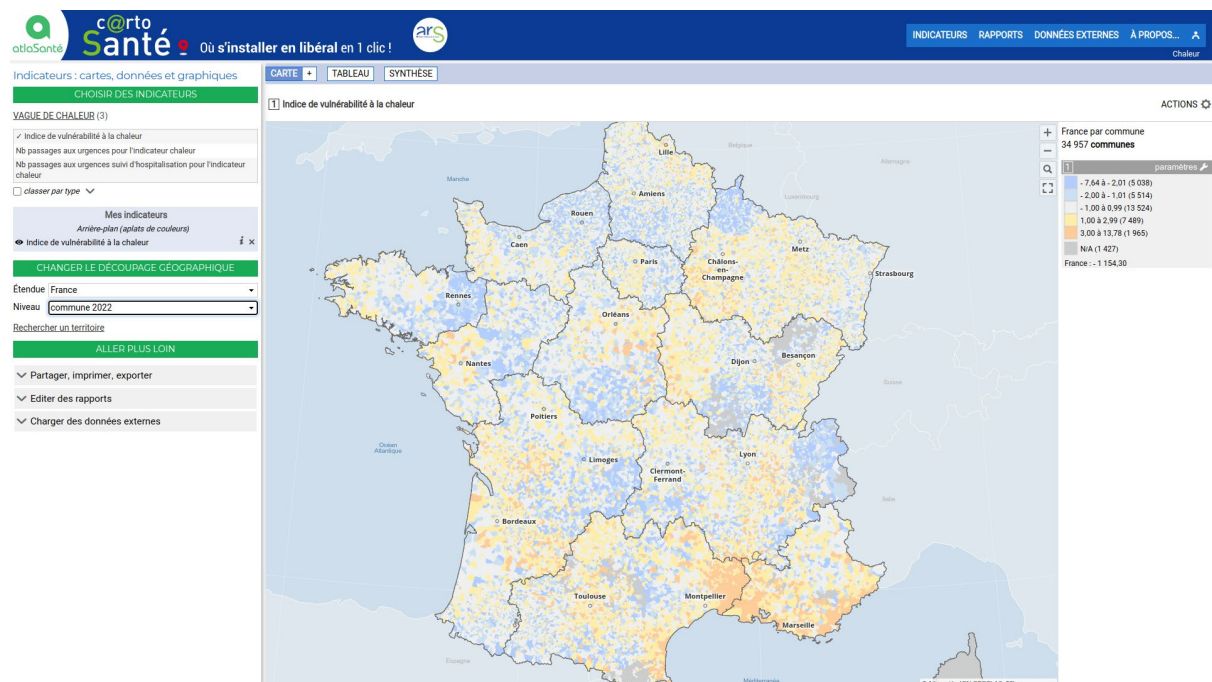 atlaSanté
c@rto
Santé
Où s'installer en libéral en 1 clic !
ars
INDICATEURS RAPPORTS DONNÉES EXTERNES À PROPOS...
Chaleur
Indicateurs : cartes, données et graphiques
CHOISIR DES INDICATEURS
VAGUE DE CHALEUR (3)
✓ Indice de vulnérabilité à la chaleur
Nb passages aux urgences pour l'indicateur chaleur
Nb passages aux urgences suivi d'hospitalisation pour l'indicateur
chaleur
classer par type
Mes indicateurs
Arrière-plan (aplats de couleurs)
Indice de vulnérabilité à la chaleur i ×
CHANGER LE DÉCOUPAGE GÉOGRAPHIQUE
Étendue France
Niveau commune 2022
Rechercher un territoire
ALLER PLUS LOIN
Partager, imprimer, exporter
Editer des rapports
Charger des données externes
CARTE + TABLEAU SYNTHÈSE
1 Indice de vulnérabilité à la chaleur
ACTIONS
Belgique
Lille
Allemagne
Manche
Amiens
Luxembourg
Rouen
Caen
Metz
Paris
Châlons-
en-
Champagne
Strasbourg
Rennes
Orléans
Dijon
Besançon
Nantes
Suisse
Poitiers
Océan
Atlantique
Limoges
Lyon
Clermont-
Ferrand
Italie
Bordeaux
Toulouse
Montpellier
Marseille
Espagne
Méditerranée
+
−
France par commune
34 957 communes
1 paramètres
- 7,64 à - 2,01 (5 038)
- 2,00 à - 1,01 (5 514)
- 1,00 à 0,99 (13 524)
1,00 à 2,99 (7 489)
3,00 à 13,78 (1 965)
N/A (1 427)
France : - 1 154,30